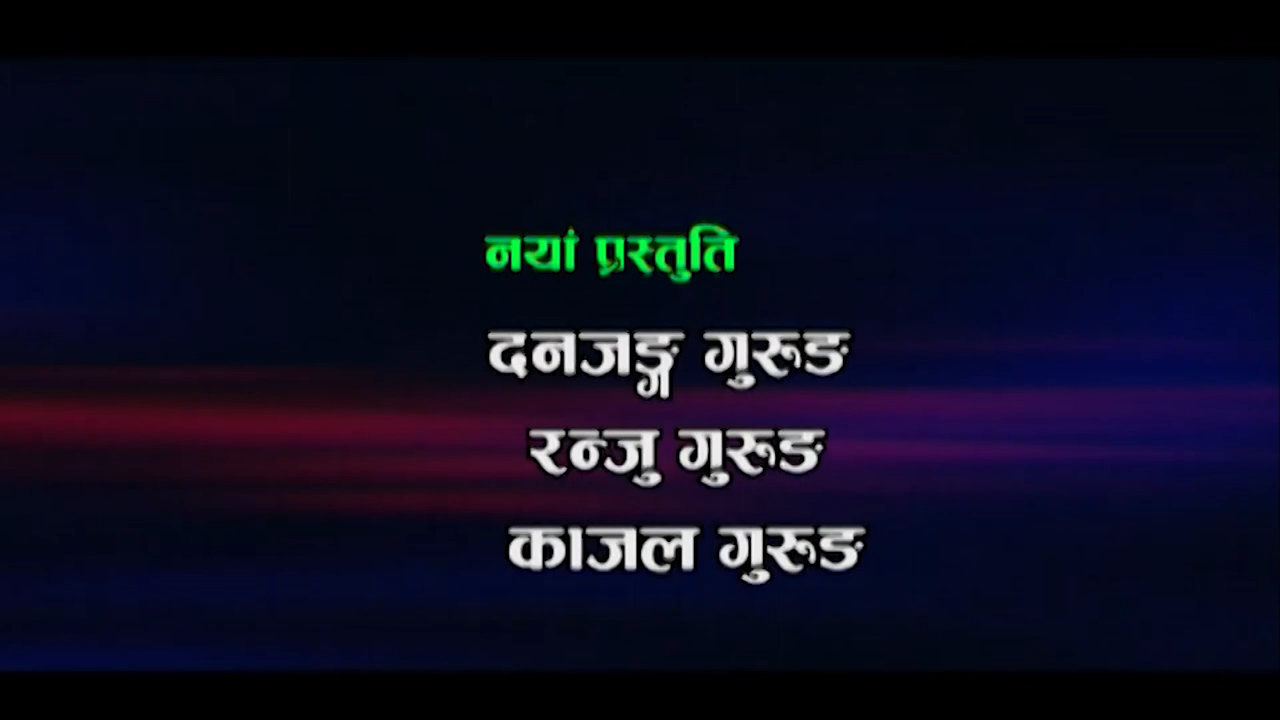 नयां प्रस्तुति
दनजङ्ग गुरुङ
रन्जु गुरुङ
काजल गुरुङ